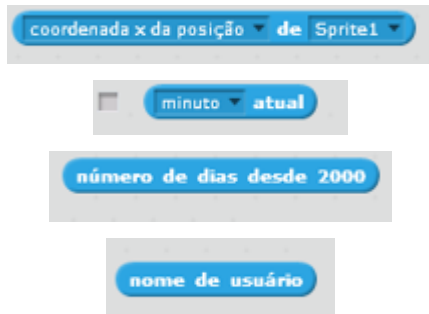 coordenada x da posição de Sprite1
minuto atual
número de dias desde 2000
nome de usuário